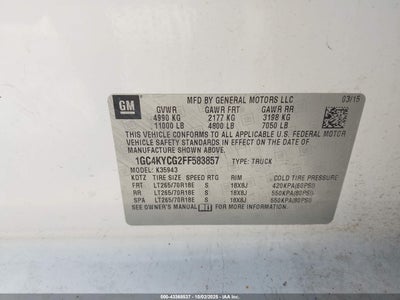 GM
MFD BY GENERAL MOTORS LLC
03/15
GVWR GAWR FRT GAWR RR
4990 KG 2177 KG 3198 KG
11000 LB 4800 LB 7050 LB
THIS VEHICLE CONFORMS TO ALL APPLICABLE U.S. FEDERAL MOTOR
VEHICLE SAFETY STANDARDS IN EFFECT ON THE DATE OF
MANUFACTURE SHOWN ABOVE.
1GC4KYCG2FF583857 TYPE: TRUCK
MODEL: K35943
KDTZ TIRE SIZE SPEED RTG RIM COLD TIRE PRESSURE
FRT LT265/70R18E S 18X8J 420KPA(60PSI)
RR LT265/70R18E S 18X8J 550KPA(80PSI)
SPA LT265/70R18E S 18X8J 550KPA(80PSI)
SEE OWNER'S MANUAL FOR MORE INFORMATION.
10/02/2025